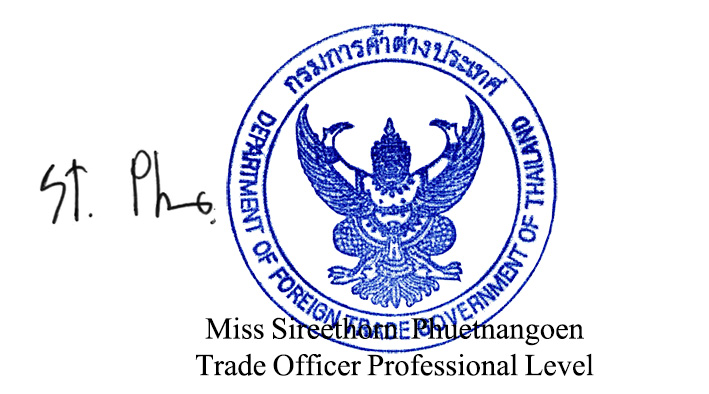 กรมการค้าต่างประเทศ
DEPARTMENT OF FOREIGN TRADE GOVERNMENT OF THAILAND
St. Pho.
Miss Sireethorn Phuetnangoen
Trade Officer Professional Level